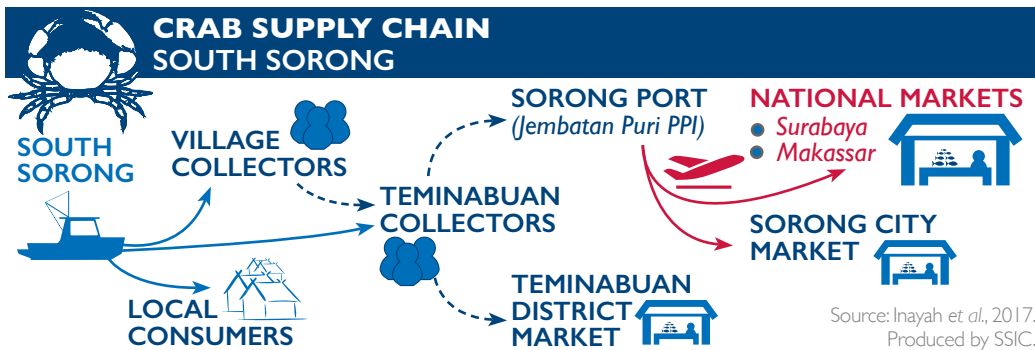 CRAB SUPPLY CHAIN
SOUTH SORONG
SOUTH
SORONG
VILLAGE
COLLECTORS
LOCAL
CONSUMERS
TEMINABUAN
COLLECTORS
SORONG PORT
(Jembatan Puri PPI)
TEMINABUAN
DISTRICT
MARKET
NATIONAL MARKETS
Surabaya
Makassar
SORONG CITY
MARKET
Source: Inayah et al., 2017.
Produced by SSIC.